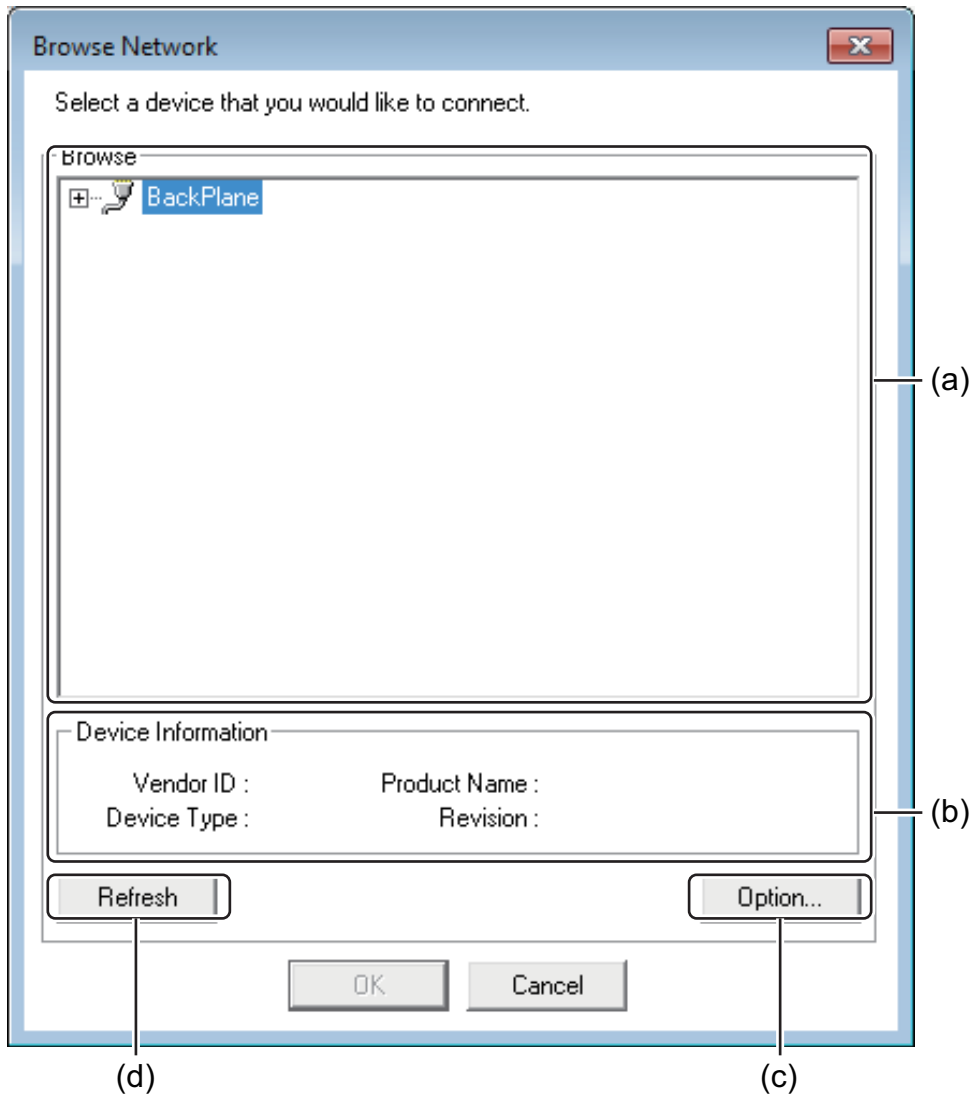 Browse Network
Select a device that you would like to connect.
Browse
BackPlane
(a)
Device Information
Vendor ID : Product Name :
Device Type : Revision :
(b)
Refresh Option...
OK Cancel
(d) (c)